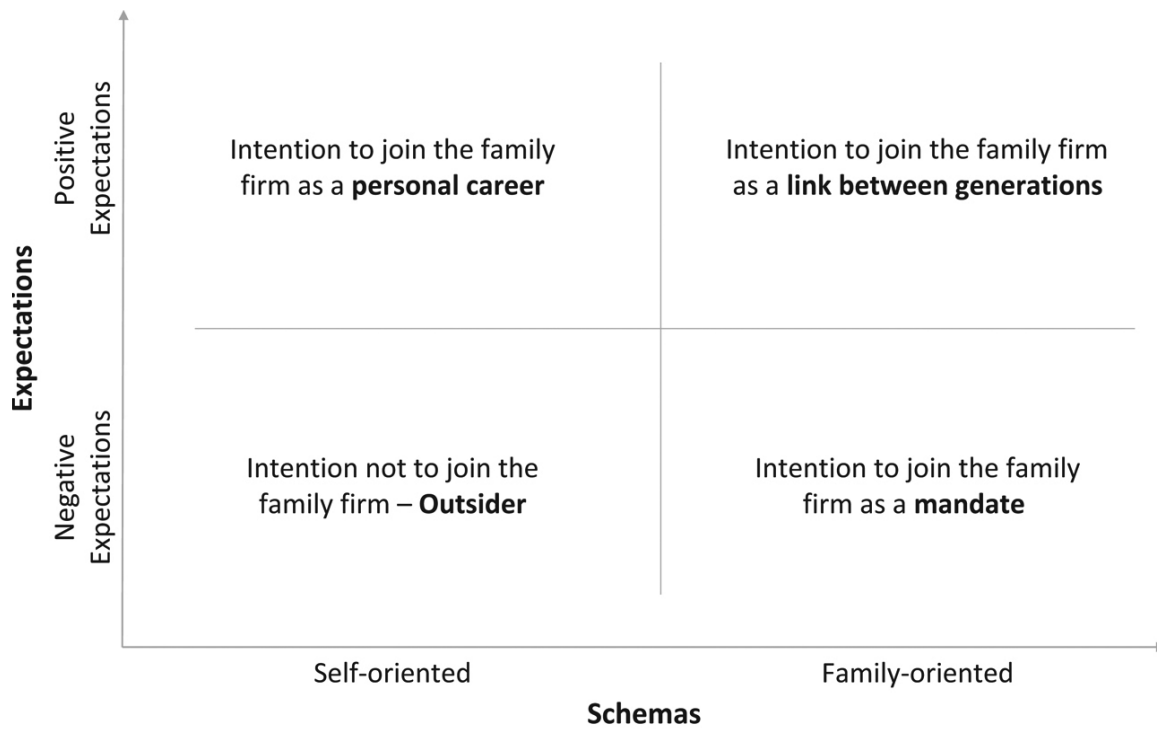 Expectations
Positive
Expectations
Negative
Expectations
Intention to join the family
firm as a personal career
Intention to join the family firm
as a link between generations
Intention not to join the
family firm – Outsider
Intention to join the family
firm as a mandate
Self-oriented
Family-oriented
Schemas